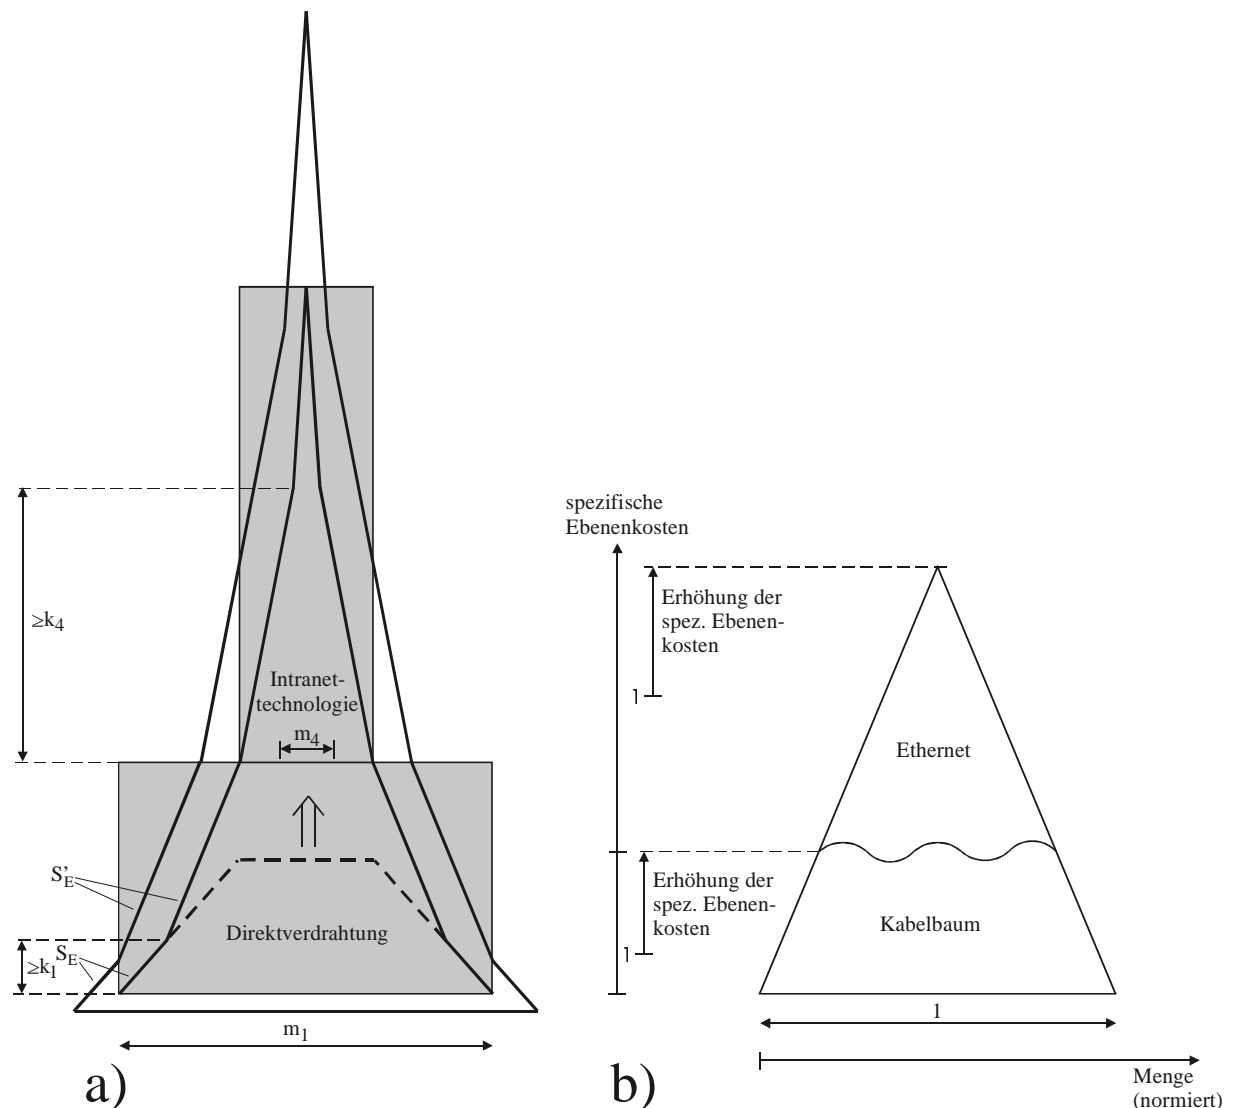 ≥k4
Intranet-
technologie
m4
S'E
SE
≥k1
Direktverdrahtung
m1
a)
spezifische
Ebenenkosten
Erhöhung der
spez. Ebenen-
kosten
1
Ethernet
Erhöhung der
spez. Ebenen-
kosten
1
Kabelbaum
1
Menge
(normiert)
b)